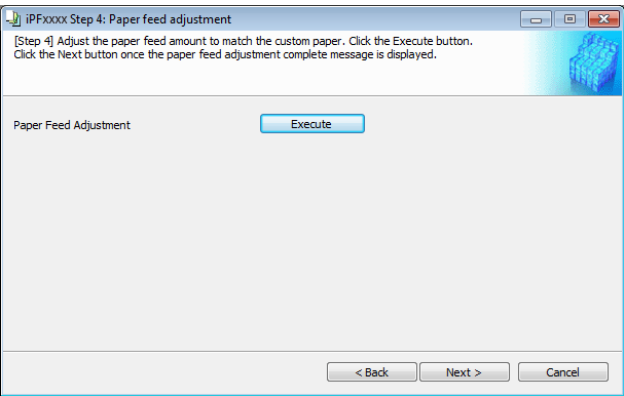 iPFxxxx Step 4: Paper feed adjustment
[Step 4] Adjust the paper feed amount to match the custom paper. Click the Execute button.
Click the Next button once the paper feed adjustment complete message is displayed.
Paper Feed Adjustment Execute
< Back Next > Cancel